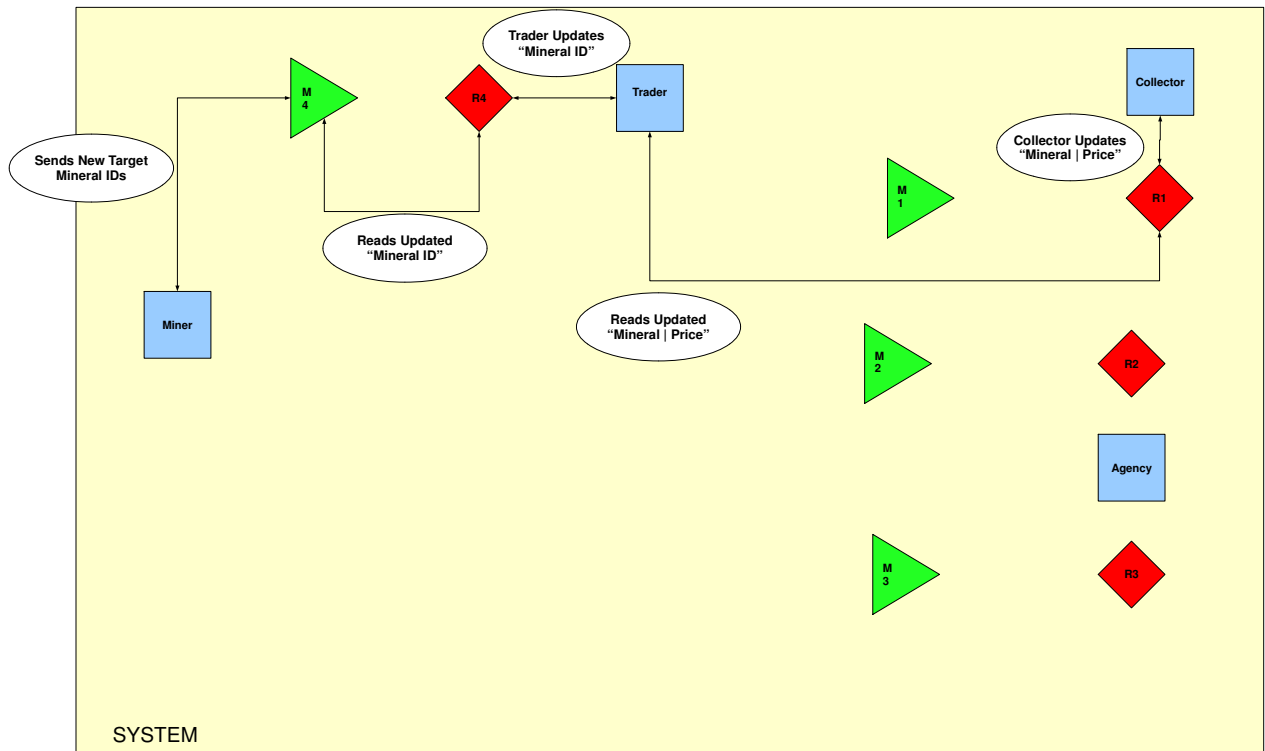 Trader Updates
“Mineral ID”
M
4
R4
Trader
Collector
Sends New Target
Mineral IDs
Collector Updates
“Mineral | Price”
M
1
R1
Reads Updated
“Mineral ID”
Miner
Reads Updated
“Mineral | Price”
M
2
R2
Agency
M
3
R3
SYSTEM